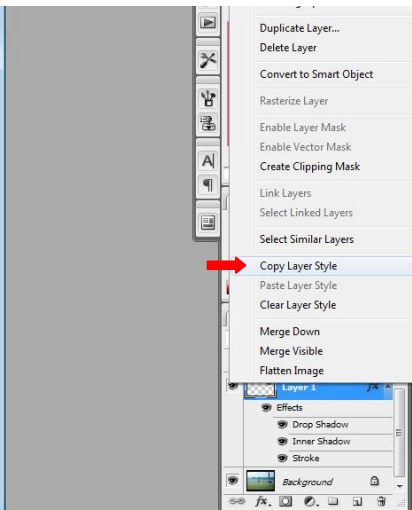 Duplicate Layer...
Delete Layer
Convert to Smart Object
Rasterize Layer
Enable Layer Mask
Enable Vector Mask
Create Clipping Mask
Link Layers
Select Linked Layers
Select Similar Layers
Copy Layer Style
Paste Layer Style
Clear Layer Style
Merge Down
Merge Visible
Flatten Image
Layer 1 fx
Effects
Drop Shadow
Inner Shadow
Stroke
Background
fx.